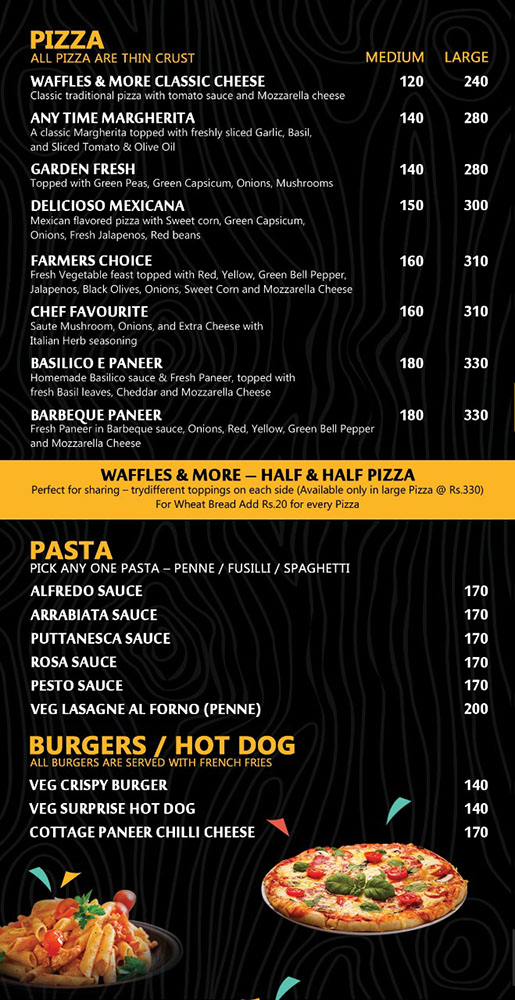 PIZZA
ALL PIZZA ARE THIN CRUST MEDIUM LARGE
WAFFLES & MORE CLASSIC CHEESE 120 240
Classic traditional pizza with tomato sauce and Mozzarella cheese
ANY TIME MARGHERITA 140 280
A classic Margherita topped with freshly sliced Garlic, Basil,
and Sliced Tomato & Olive Oil
GARDEN FRESH 140 280
Topped with Green Peas, Green Capsicum, Onions, Mushrooms
DELICIOSO MEXICANA 150 300
Mexican flavored pizza with Sweet corn, Green Capsicum,
Onions, Fresh Jalapenos, Red beans
FARMERS CHOICE 160 310
Fresh Vegetable feast topped with Red, Yellow, Green Bell Pepper,
Jalapenos, Black Olives, Onions, Sweet Corn and Mozzarella Cheese
CHEF FAVOURITE 160 310
Saute Mushroom, Onions, and Extra Cheese with
Italian Herb seasoning
BASILICO E PANEER 180 330
Homemade Basilico sauce & Fresh Paneer, topped with
fresh Basil leaves, Cheddar and Mozzarella Cheese
BARBEQUE PANEER 180 330
Fresh Paneer in Barbeque sauce, Onions, Red, Yellow, Green Bell Pepper
and Mozzarella Cheese
WAFFLES & MORE – HALF & HALF PIZZA
Perfect for sharing – trydifferent toppings on each side (Available only in large Pizza @ Rs.330)
For Wheat Bread Add Rs.20 for every Pizza
PASTA
PICK ANY ONE PASTA – PENNE / FUSILLI / SPAGHETTI
ALFREDO SAUCE 170
ARRABIATA SAUCE 170
PUTTANESCA SAUCE 170
ROSA SAUCE 170
PESTO SAUCE 170
VEG LASAGNE AL FORNO (PENNE) 200
BURGERS / HOT DOG
ALL BURGERS ARE SERVED WITH FRENCH FRIES
VEG CRISPY BURGER 140
VEG SURPRISE HOT DOG 140
COTTAGE PANEER CHILLI CHEESE 170